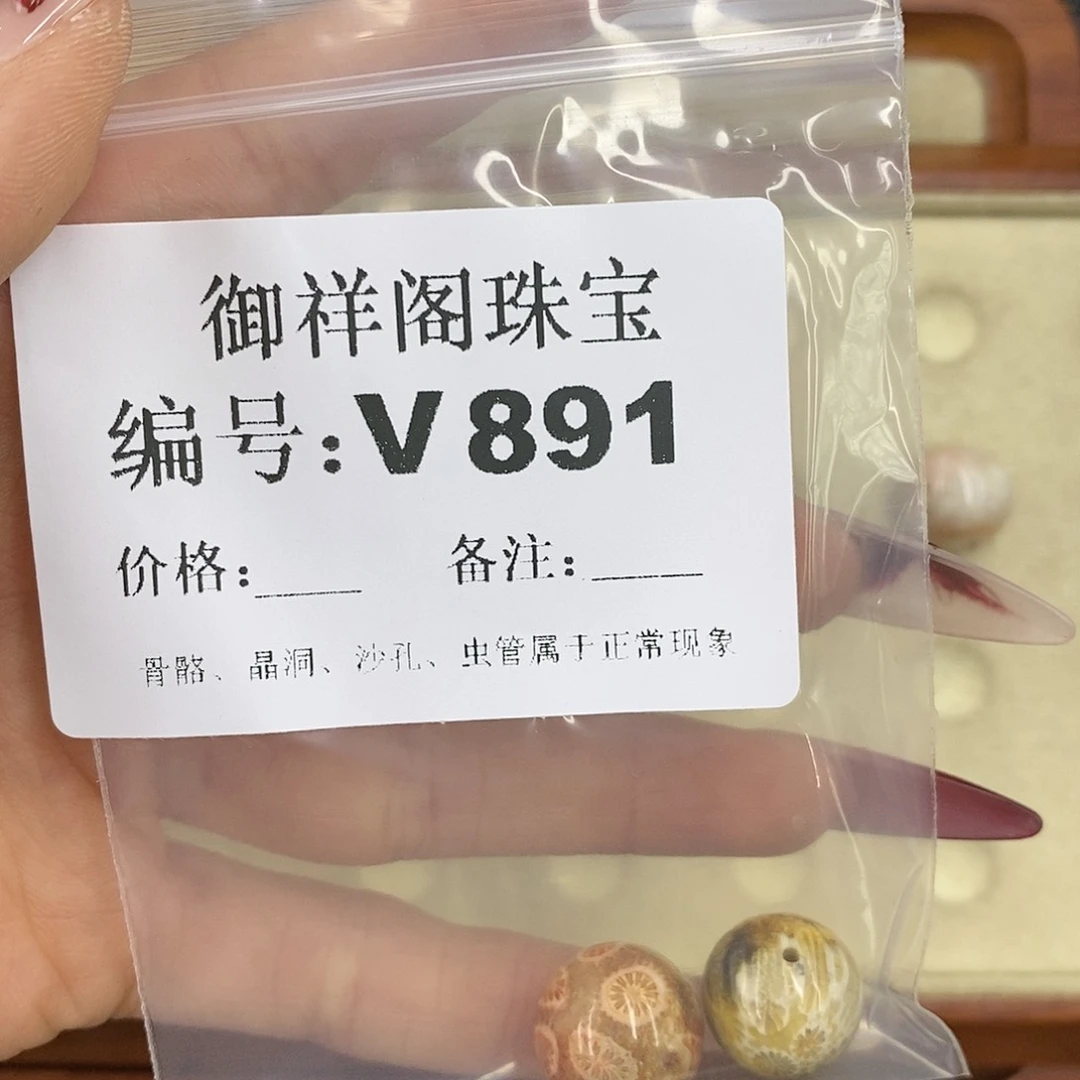 御祥阁珠宝
编号:V891
价格:___ 备注:____
骨骼、晶洞、沙孔、虫管属于正常现象